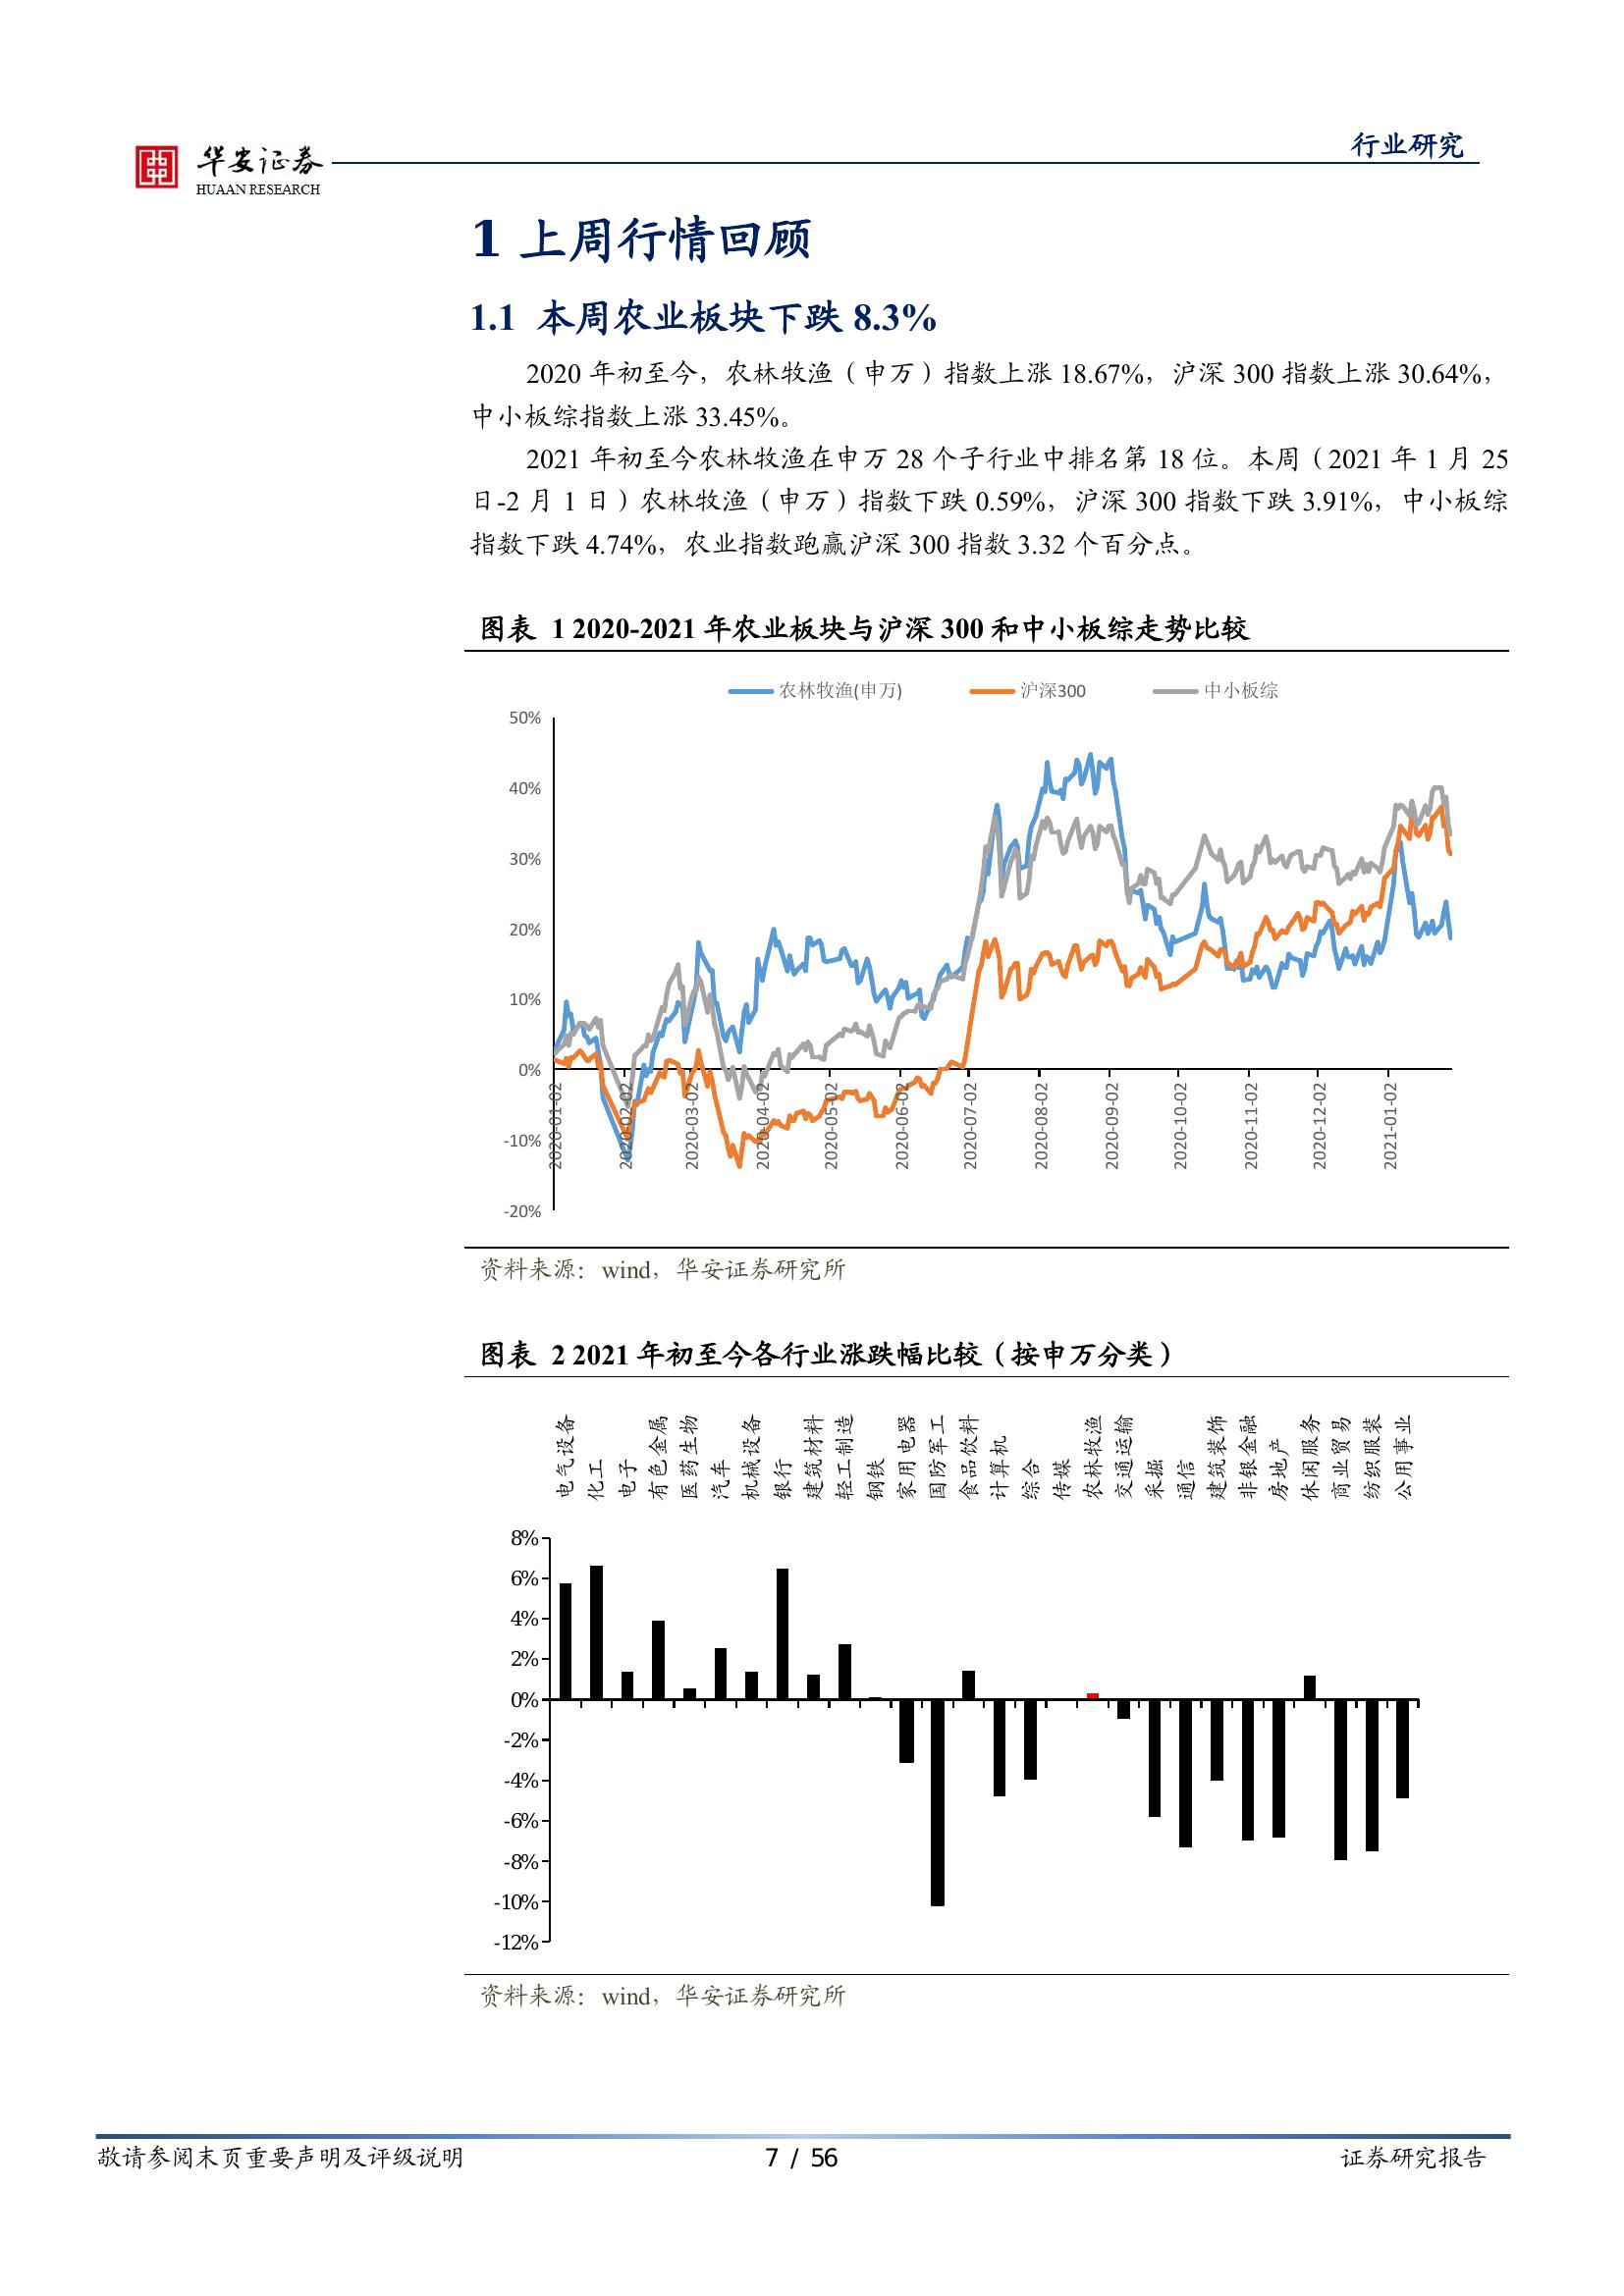 华安证券
HUAAN RESEARCH
行业研究
1 上周行情回顾
1.1 本周农业板块下跌 8.3%
2020 年初至今，农林牧渔（申万）指数上涨 18.67%，沪深 300 指数上涨 30.64%，
中小板综指数上涨 33.45%。
2021 年初至今农林牧渔在申万 28 个子行业中排名第 18 位。本周（2021 年 1 月 25
日-2 月 1 日）农林牧渔（申万）指数下跌 0.59%，沪深 300 指数下跌 3.91%，中小板综
指数下跌 4.74%，农业指数跑赢沪深 300 指数 3.32 个百分点。
图表 1 2020-2021 年农业板块与沪深 300 和中小板综走势比较
农林牧渔(申万)
沪深300
中小板综
50%
40%
30%
20%
10%
0%
-10%
-20%
2020-01-02
2020-02-02
2020-03-02
2020-04-02
2020-05-02
2020-06-02
2020-07-02
2020-08-02
2020-09-02
2020-10-02
2020-11-02
2020-12-02
2021-01-02
资料来源：wind，华安证券研究所
图表 2 2021 年初至今各行业涨跌幅比较（按申万分类）
电气设备
化工
电子
有色金属
医药生物
汽车
机械设备
银行
建筑材料
轻工制造
钢铁
家用电器
国防军工
食品饮料
计算机
综合
传媒
农林牧渔
交通运输
采掘
通信
建筑装饰
非银金融
房地产
休闲服务
商业贸易
纺织服装
公用事业
8%
6%
4%
2%
0%
-2%
-4%
-6%
-8%
-10%
-12%
资料来源：wind，华安证券研究所
敬请参阅末页重要声明及评级说明
7 / 56
证券研究报告